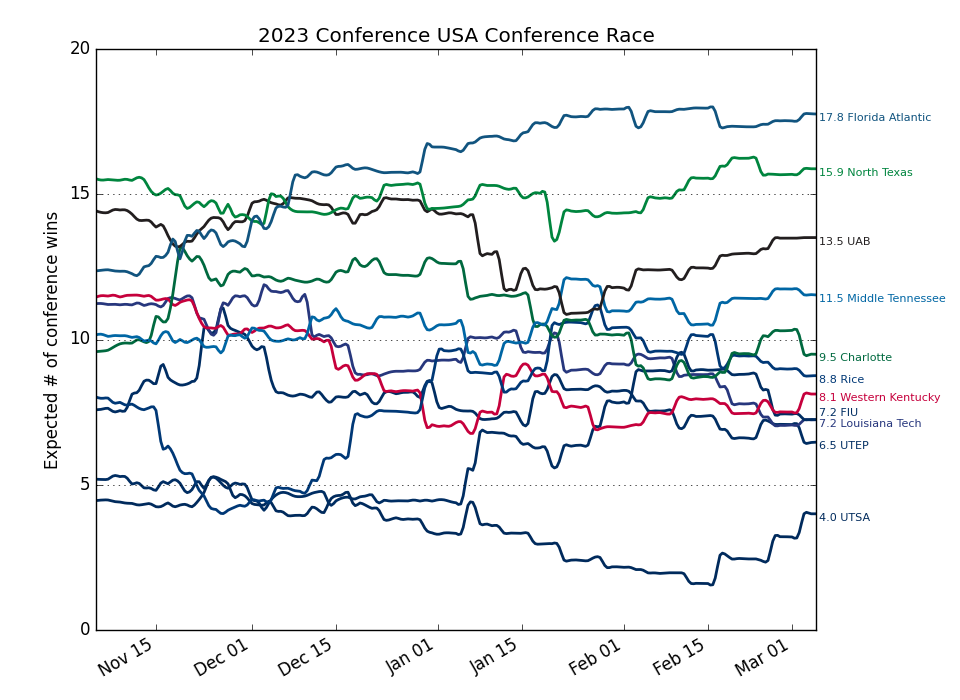 2023 Conference USA Conference Race
Expected # of conference wins
20
15
10
5
0
17.8 Florida Atlantic
15.9 North Texas
13.5 UAB
11.5 Middle Tennessee
9.5 Charlotte
8.8 Rice
8.1 Western Kentucky
7.2 FIU
7.2 Louisiana Tech
6.5 UTEP
4.0 UTSA
Nov 15
Dec 01
Dec 15
Jan 01
Jan 15
Feb 01
Feb 15
Mar 01